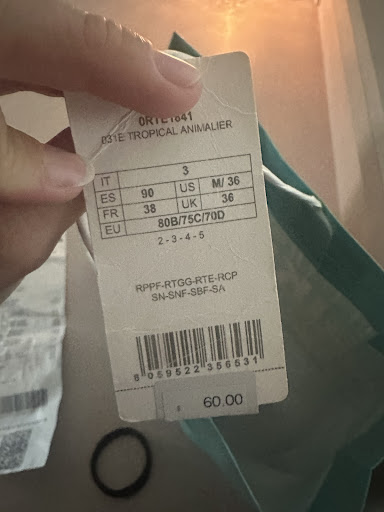 031E TROPICAL ANIMALIER
IT 3
ES 90 US M/ 36
FR 38 UK 36
EU 80B/75C/70D
2-3-4-5
RPPF-RTGG-RTE-RCP
SN-SNF-SBF-SA
8 059522 356531
60.00